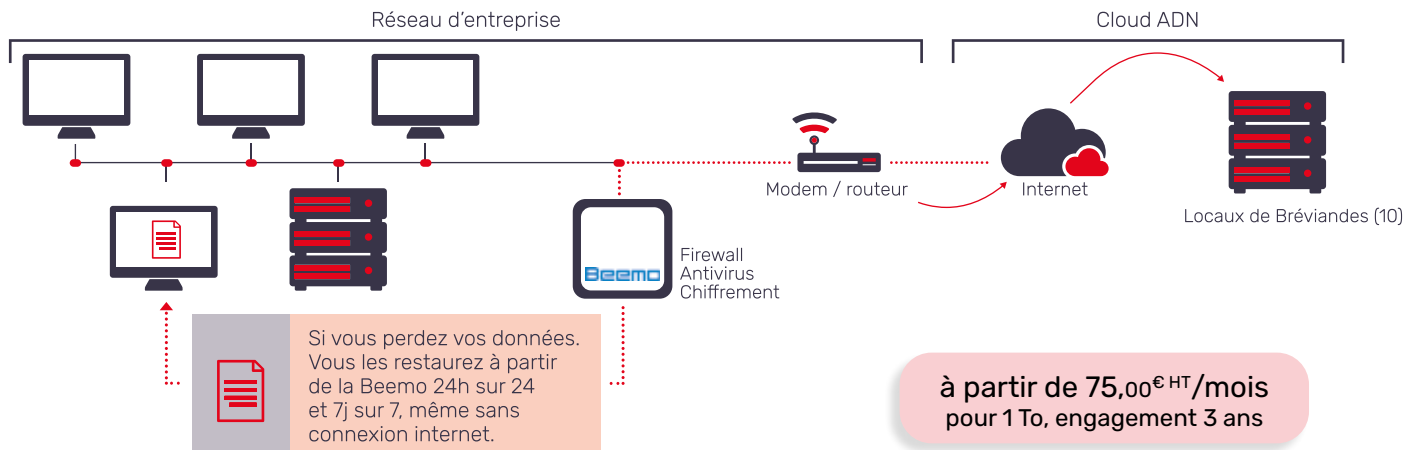 Réseau d'entreprise
Cloud ADN
Modem / routeur
Internet
Locaux de Bréviandes (10)
Beemo
Firewall
Antivirus
Chiffrement
Si vous perdez vos données.
Vous les restaurez à partir
de la Beemo 24h sur 24
et 7j sur 7, même sans
connexion internet.
à partir de 75,00€ HT/mois
pour 1 To, engagement 3 ans